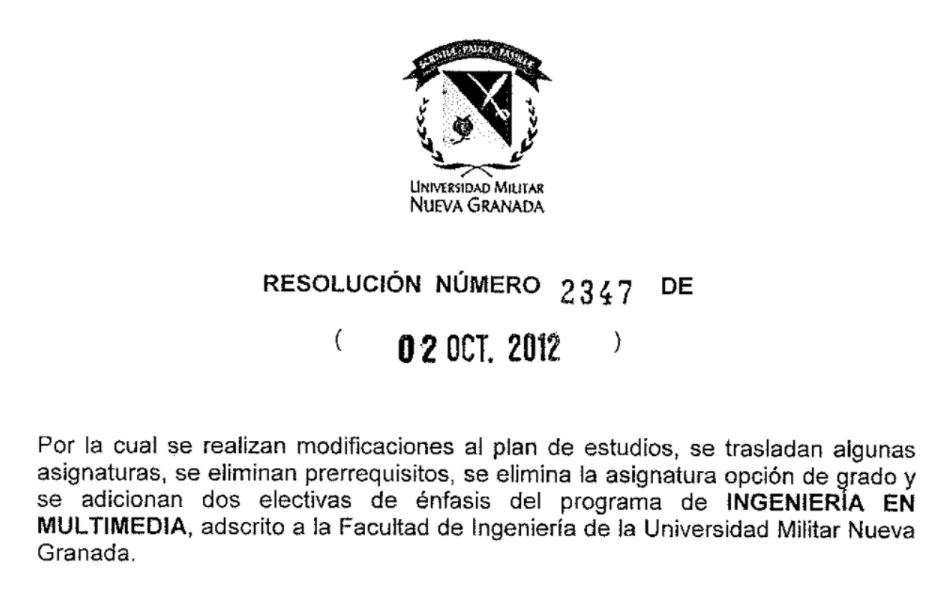 SCIENTIÆ - PATRIÆ - FAMILIÆ
UNIVERSIDAD MILITAR
NUEVA GRANADA
RESOLUCIÓN NÚMERO 2347 DE
( 02 OCT. 2012 )
Por la cual se realizan modificaciones al plan de estudios, se trasladan algunas
asignaturas, se eliminan prerrequisitos, se elimina la asignatura opción de grado y
se adicionan dos electivas de énfasis del programa de INGENIERÍA EN
MULTIMEDIA, adscrito a la Facultad de Ingeniería de la Universidad Militar Nueva
Granada.